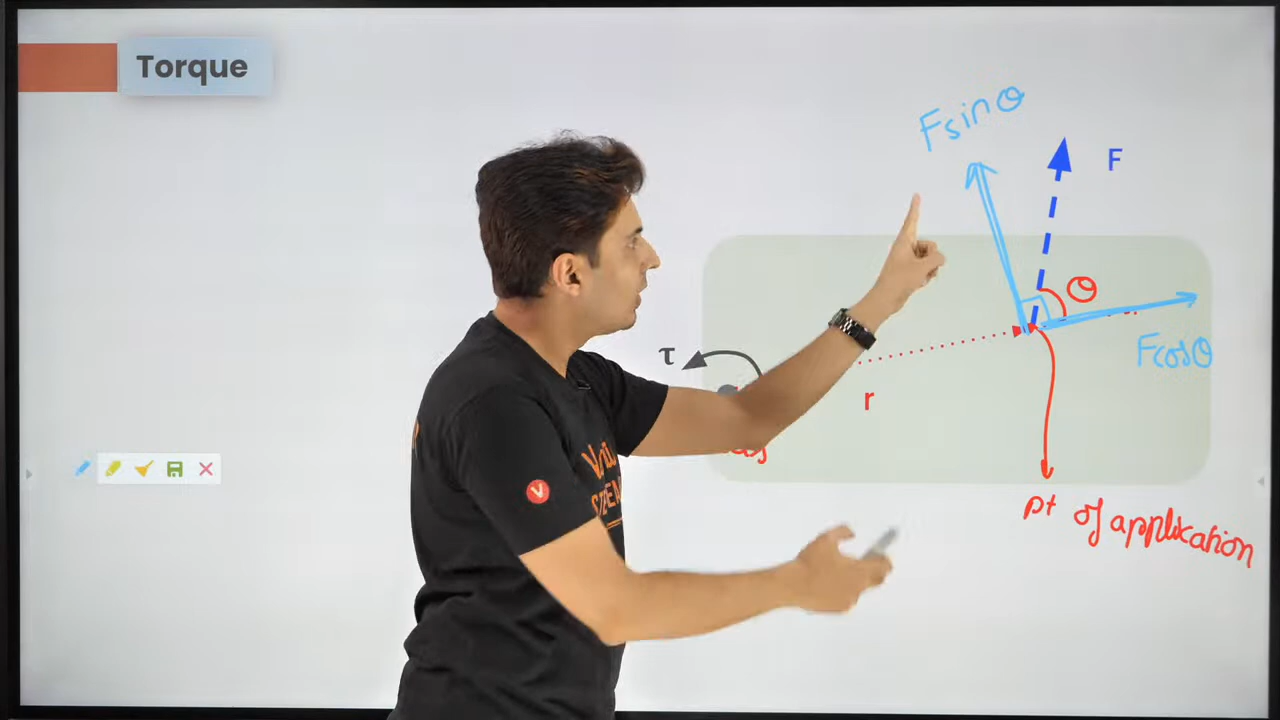 Torque
Fsinθ
F
θ
Fcosθ
τ
r
pt of application
V